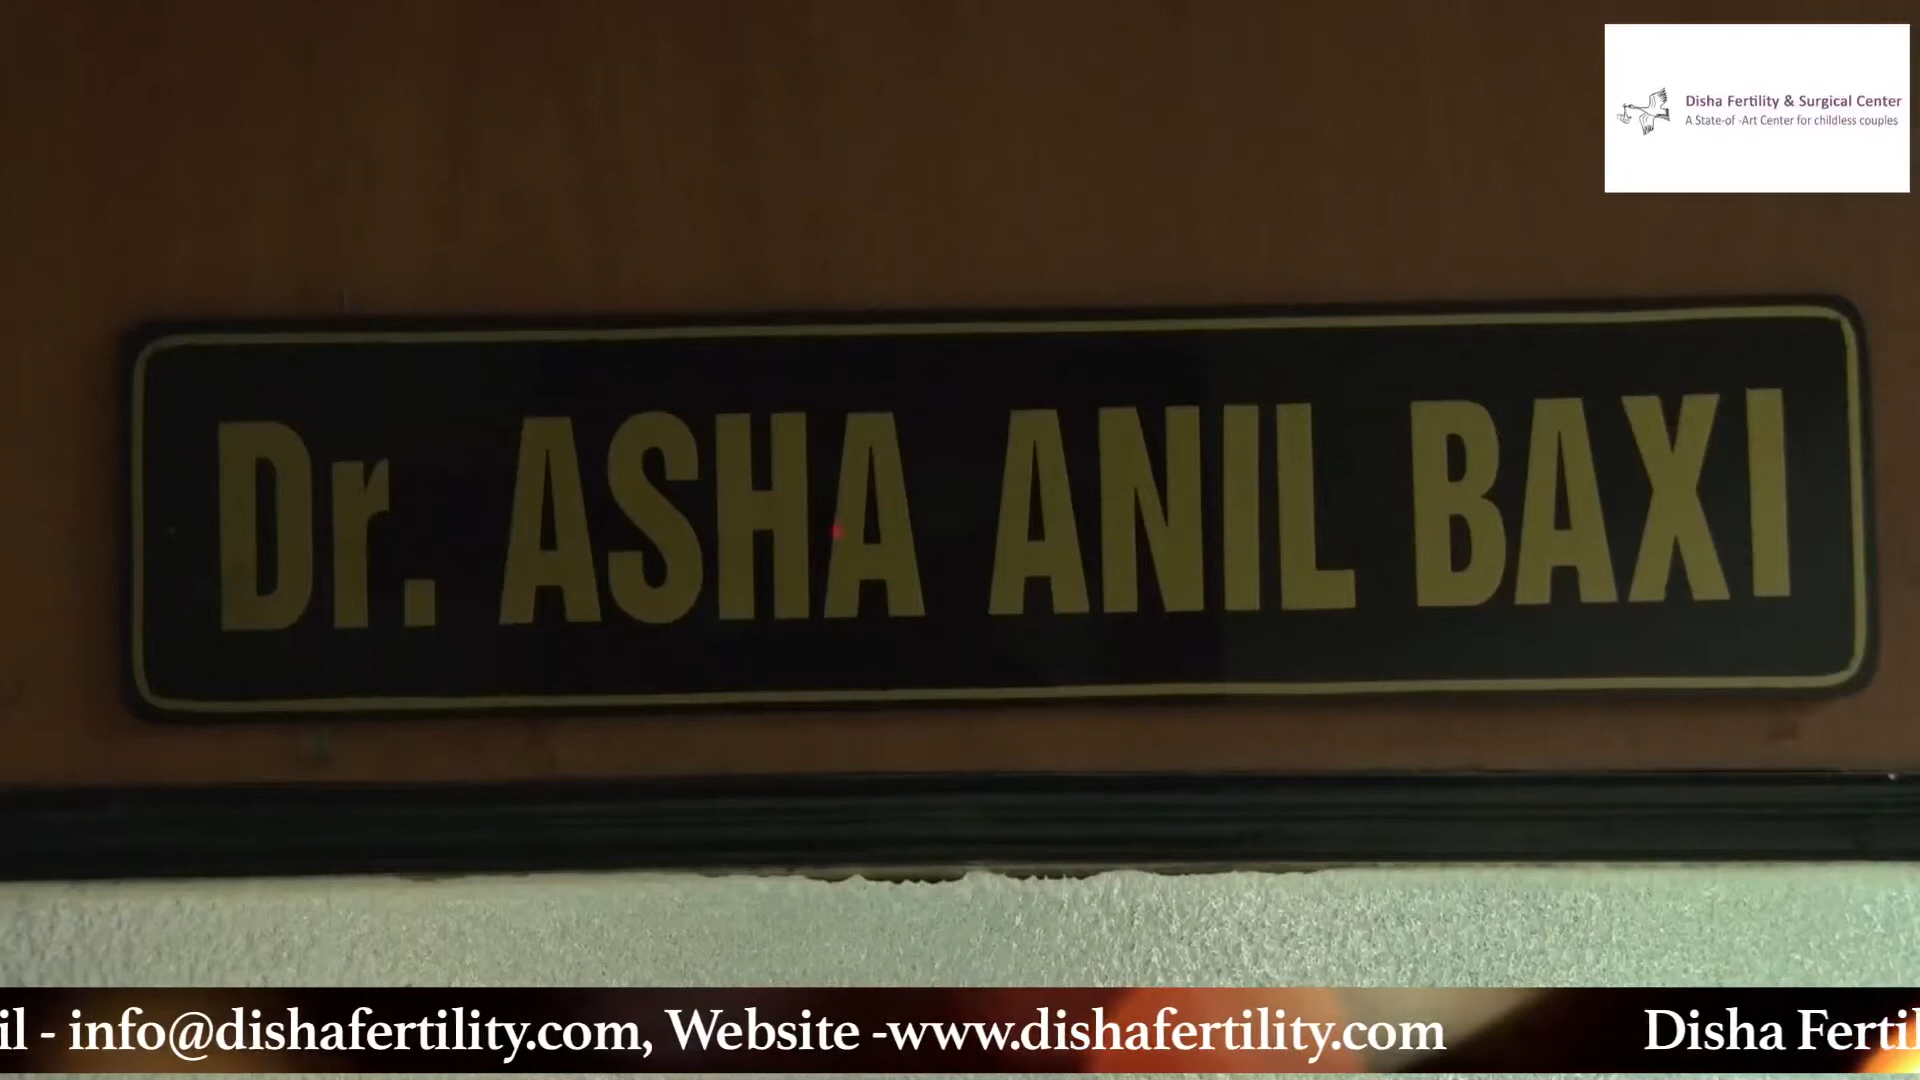 Disha Fertility & Surgical Center
A State-of -Art Center for childless couples
Dr. ASHA ANIL BAXI
il - info@dishafertility.com, Website -www.dishafertility.com Disha Fertil